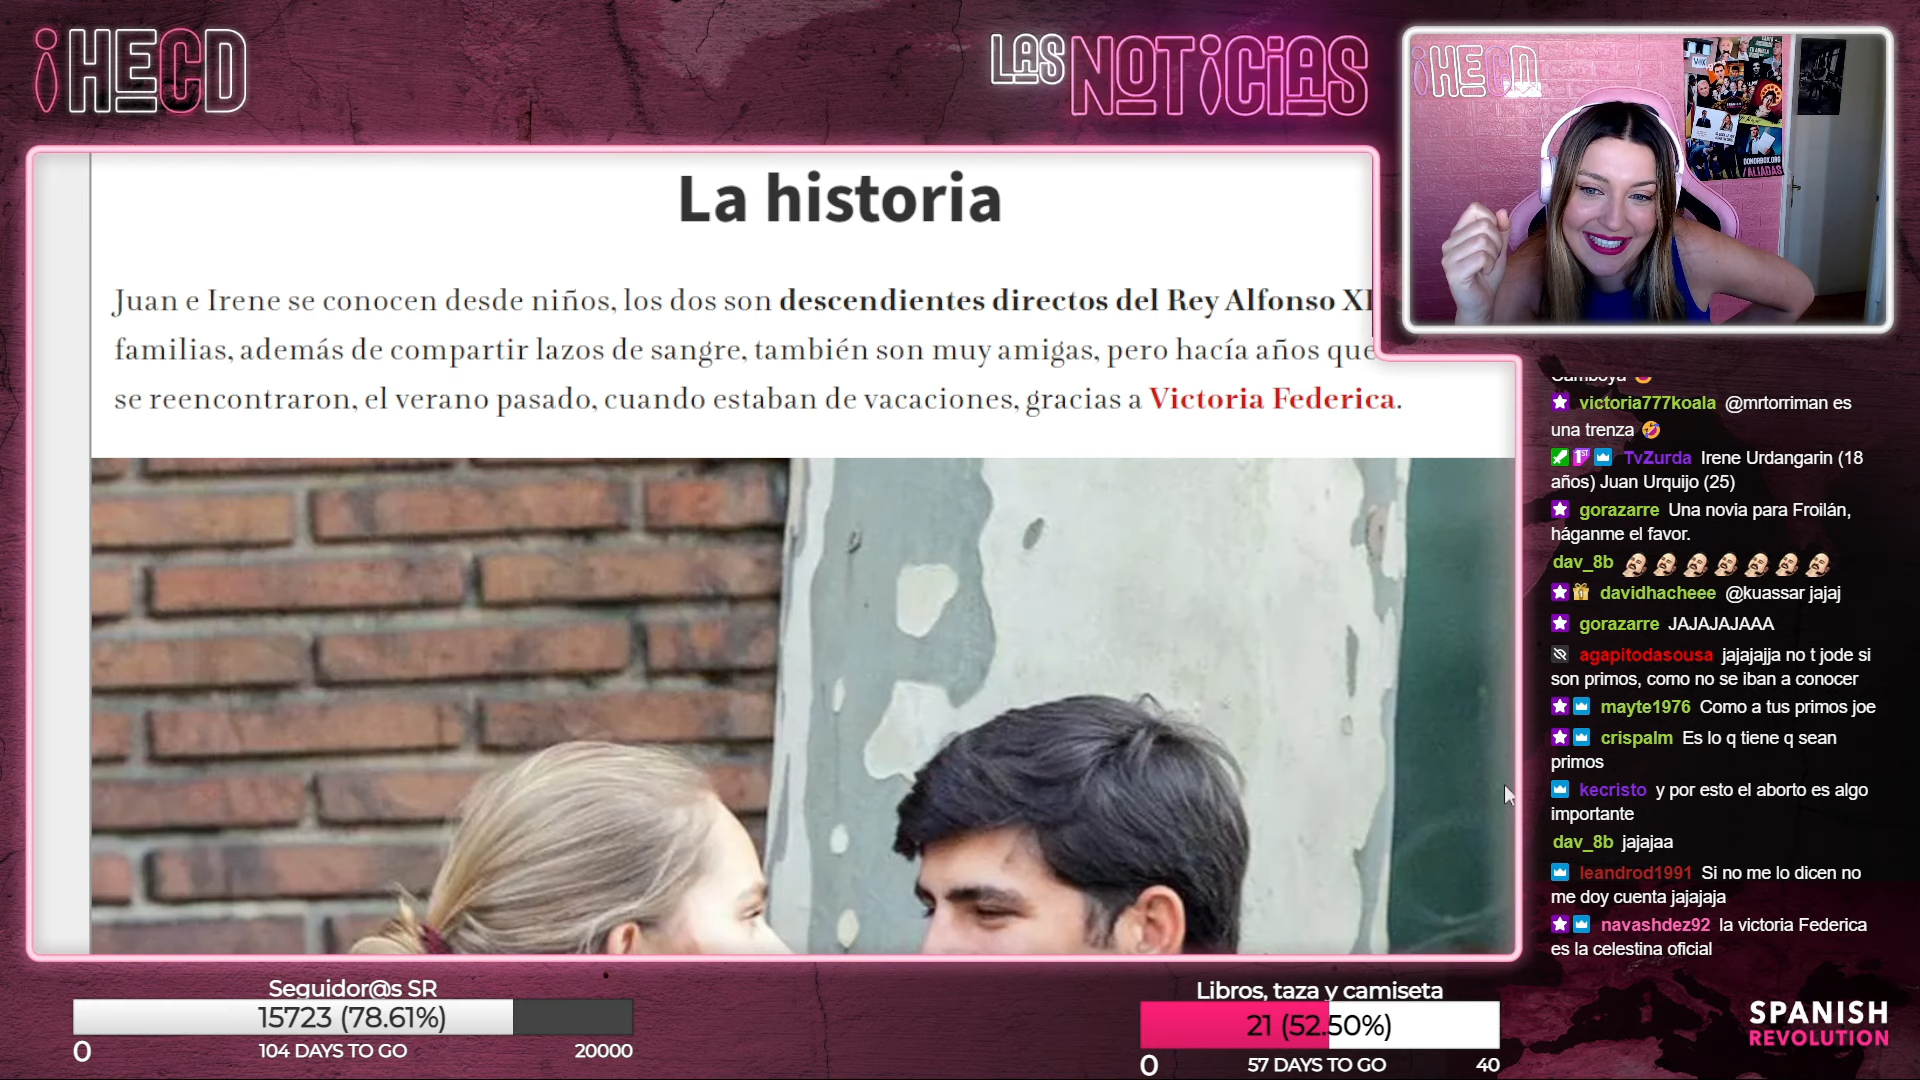 ¡HECD
LAS NOTICIAS
La historia
Juan e Irene se conocen desde niños, los dos son descendientes directos del Rey Alfonso XI
familias, además de compartir lazos de sangre, también son muy amigas, pero hacía años que
se reencontraron, el verano pasado, cuando estaban de vacaciones, gracias a Victoria Federica.
¡HECD
DONORBOX.ORG
/ALIADAS
Camboya
victoria777koala @mrtorriman es
una trenza 🤣
TvZurda Irene Urdangarin (18
años) Juan Urquijo (25)
gorazarre Una novia para Froilán,
háganme el favor.
dav_8b
davidhacheee @kuassar jajaj
gorazarre JAJAJAJAAA
agapitodasousa jajajajja no t jode si
son primos, como no se iban a conocer
mayte1976 Como a tus primos joe
crispalm Es lo q tiene q sean
primos
kecristo y por esto el aborto es algo
importante
dav_8b jajajaa
leandrod1991 Si no me lo dicen no
me doy cuenta jajajaja
navashdez92 la victoria Federica
es la celestina oficial
Seguidor@s SR
15723 (78.61%)
0 104 DAYS TO GO 20000
Libros, taza y camiseta
21 (52.50%)
0 57 DAYS TO GO 40
SPANISH
REVOLUTION